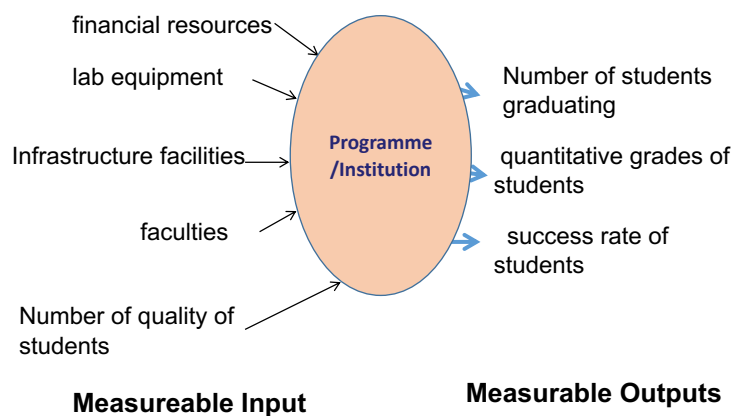 financial resources
lab equipment
Infrastructure facilities
faculties
Number of quality of
students
Programme
/Institution
Number of students
graduating
quantitative grades of
students
success rate of
students
Measureable Input
Measurable Outputs